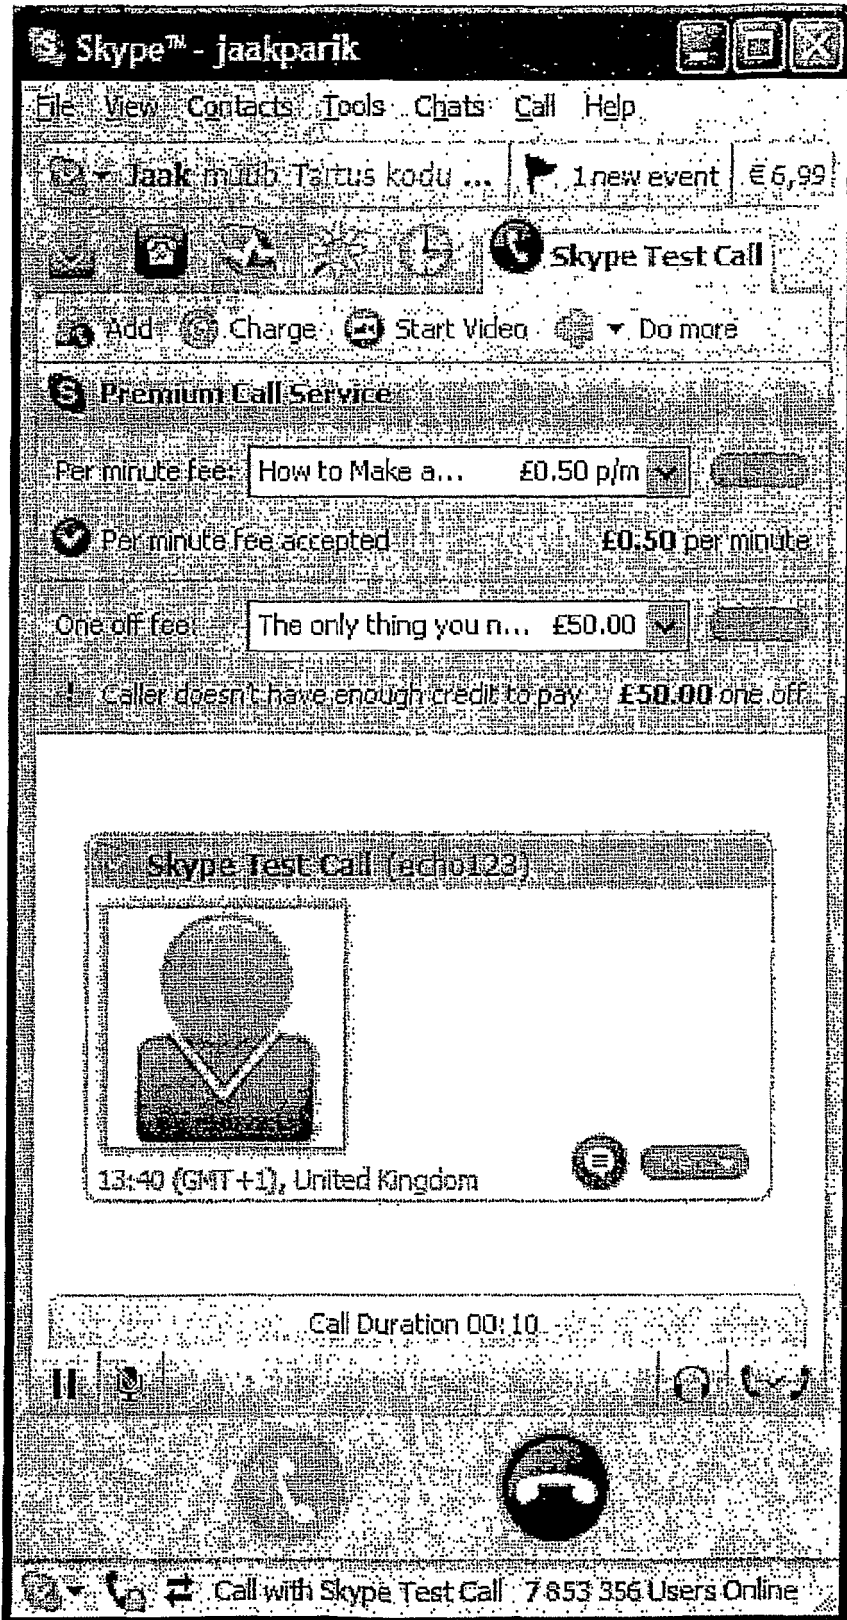 Skype™ - jaakparik
File View Contacts Tools Chats Call Help
Jaak müüb Tartus kodu ... 1 new event € 6,99
Skype Test Call
Add Charge Start Video Do more
Premium Call Service
Per minute fee: How to Make a... £0.50 p/m
Per minute fee accepted £0.50 per minute
One off fee: The only thing you n... £50.00
! Caller doesn't have enough credit to pay £50.00 one off
Skype Test Call (echo123)
13:40 (GMT+1), United Kingdom
Call Duration 00:10
Call with Skype Test Call 7 853 356 Users Online